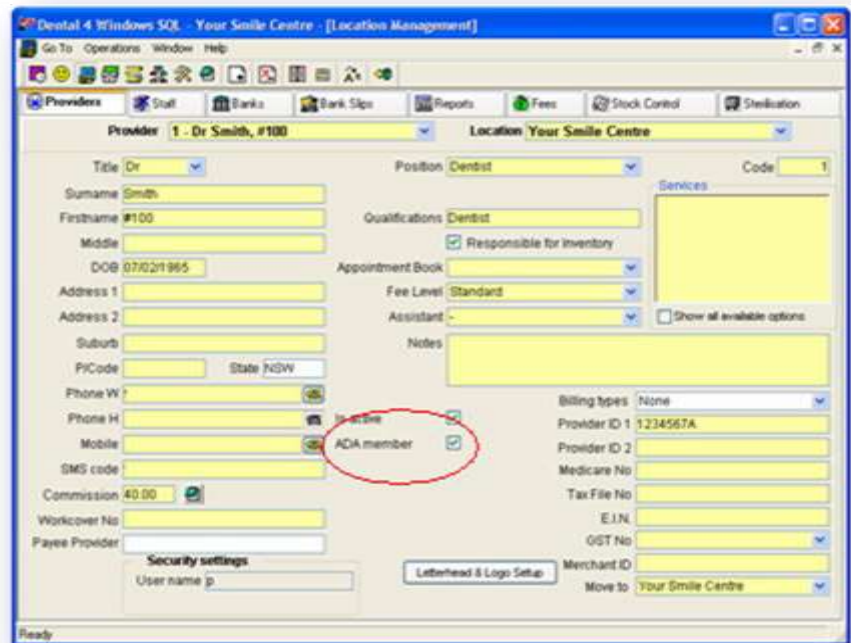 Dental 4 Windows SQL - Your Smile Centre - [Location Management]
Go To Operations Window Help
Providers Staff Banks Bank Slips Reports Fees Stock Control Sterilisation
Provider 1 - Dr Smith, #100 Location Your Smile Centre
Title Dr Position Dentist Code 1
Surname Smith Services
Firstname #100 Qualifications Dentist
Middle Responsible for inventory
DOB 07/02/1965 Appointment Book
Address 1 Fee Level Standard
Address 2 Assistant - Show all available options
Suburb Notes
P/Code State NSW
Phone W Billing types None
Phone H Is active Provider ID 1 1234567A
Mobile ADA member Provider ID 2
SMS code Medicare No
Commission 40.00 Tax File No
Workcover No E.I.N.
Payee Provider GST No
Security settings Letterhead & Logo Setup Merchant ID
User name p Move to Your Smile Centre
Ready